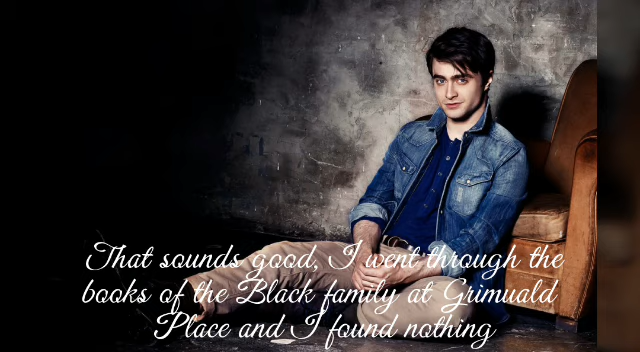 That sounds good, I went through the
books of the Black family at Grimuald
Place and I found nothing